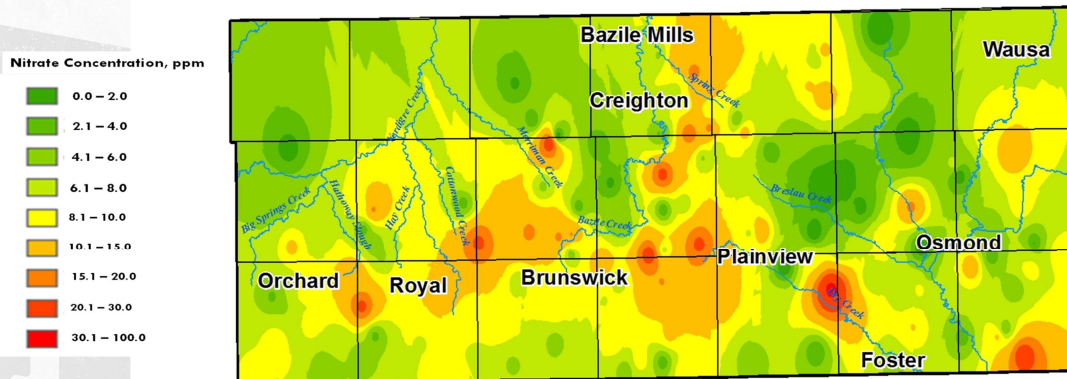 Nitrate Concentration, ppm
0.0 – 2.0
2.1 – 4.0
4.1 – 6.0
6.1 – 8.0
8.1 – 10.0
10.1 – 15.0
15.1 – 20.0
20.1 – 30.0
30.1 – 100.0
Bazile Mills
Wausa
Spring Creek
Creighton
Verdigre Creek
Merriman Creek
Big Springs Creek
Hathoway Slough
Hay Creek
Cottonwood Creek
Breslau Creek
Bazile Creek
Osmond
Plainview
Orchard
Royal
Brunswick
Dry Creek
Foster